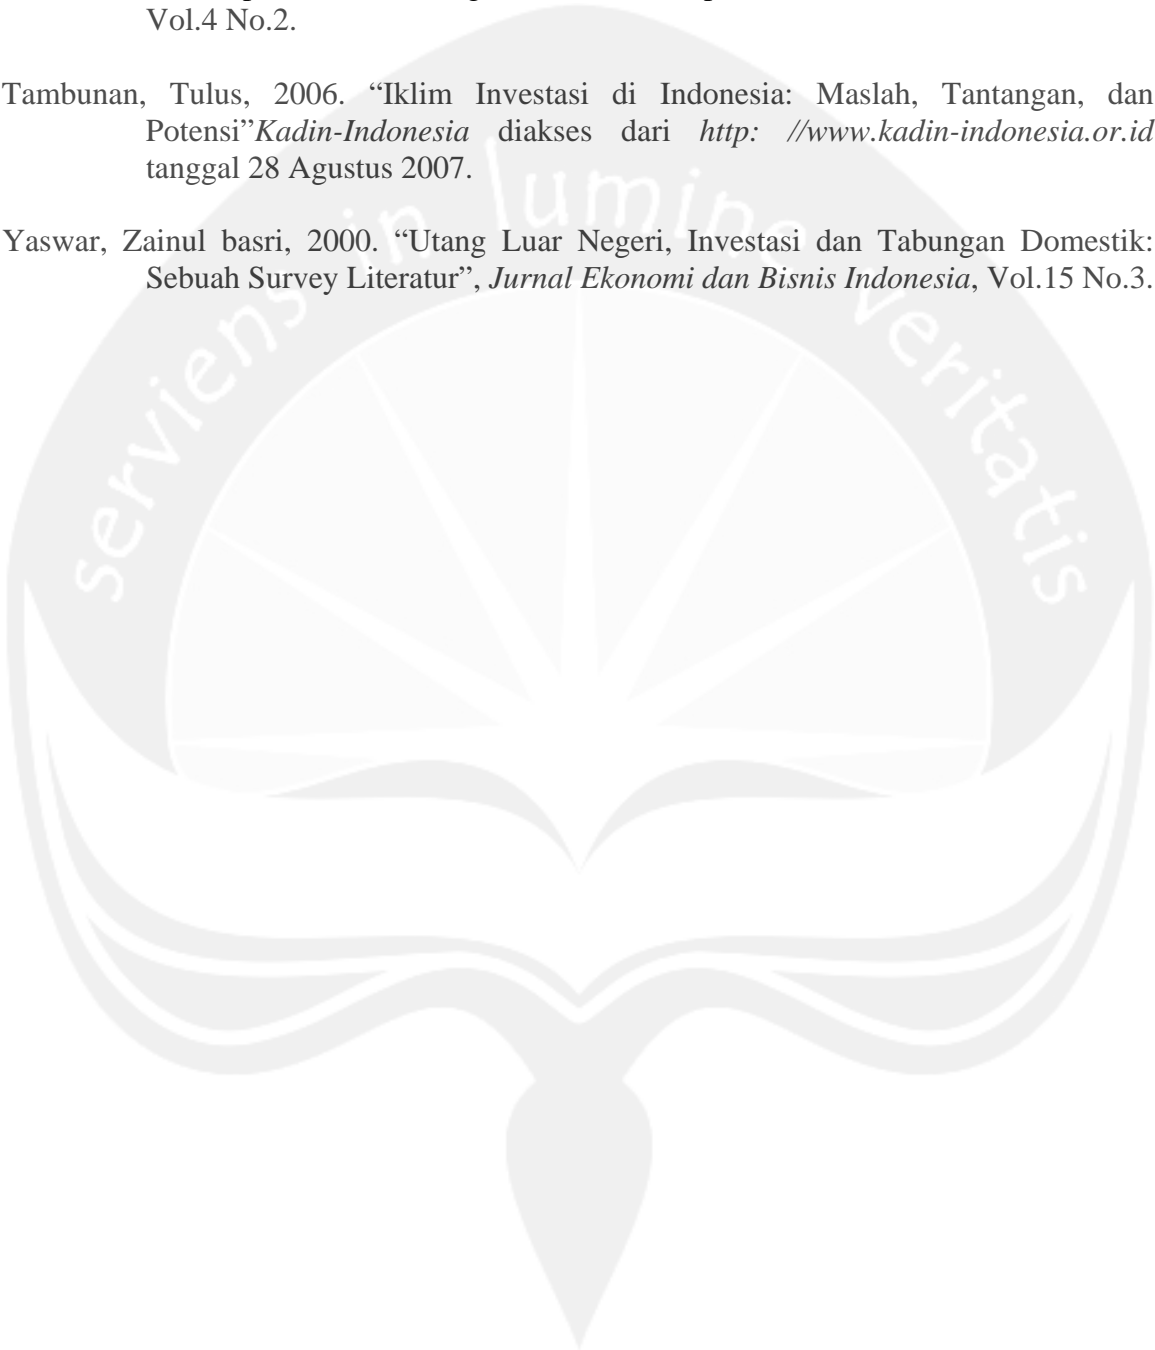 Vol.4 No.2.
Tambunan, Tulus, 2006. “Iklim Investasi di Indonesia: Maslah, Tantangan, dan
Potensi”Kadin-Indonesia diakses dari http: //www.kadin-indonesia.or.id
tanggal 28 Agustus 2007.
Yaswar, Zainul basri, 2000. “Utang Luar Negeri, Investasi dan Tabungan Domestik:
Sebuah Survey Literatur”, Jurnal Ekonomi dan Bisnis Indonesia, Vol.15 No.3.
serviens in lumine veritatis